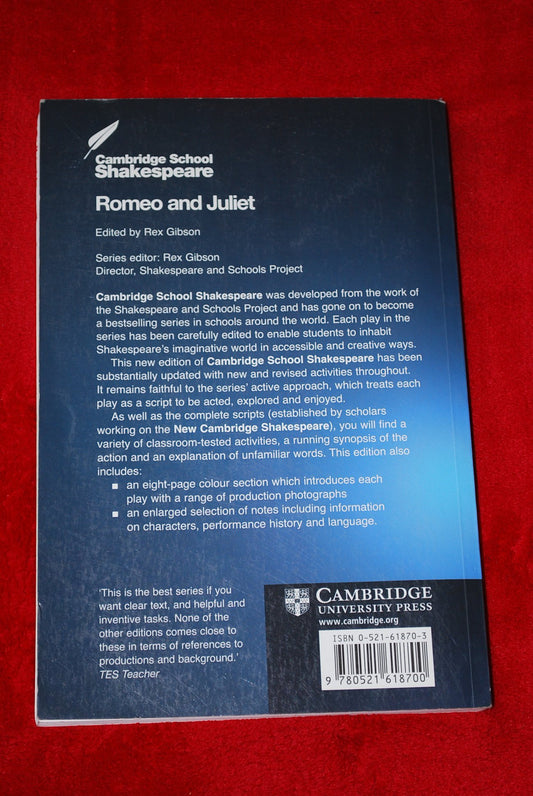 Cambridge School
Shakespeare
Romeo and Juliet
Edited by Rex Gibson
Series editor: Rex Gibson
Director, Shakespeare and Schools Project
Cambridge School Shakespeare was developed from the work of
the Shakespeare and Schools Project and has gone on to become
a bestselling series in schools around the world. Each play in the
series has been carefully edited to enable students to inhabit
Shakespeare's imaginative world in accessible and creative ways.
This new edition of Cambridge School Shakespeare has been
substantially updated with new and revised activities throughout.
It remains faithful to the series' active approach, which treats each
play as a script to be acted, explored and enjoyed.
As well as the complete scripts (established by scholars
working on the New Cambridge Shakespeare), you will find a
variety of classroom-tested activities, a running synopsis of the
action and an explanation of unfamiliar words. This edition also
includes:
■ an eight-page colour section which introduces each
play with a range of production photographs
■ an enlarged selection of notes including information
on characters, performance history and language.
'This is the best series if you
want clear text, and helpful and
inventive tasks. None of the
other editions come close to
these in terms of references to
productions and background.'
TES Teacher
CAMBRIDGE
UNIVERSITY PRESS
www.cambridge.org
ISBN 0-521-61870-3
9 780521 618700